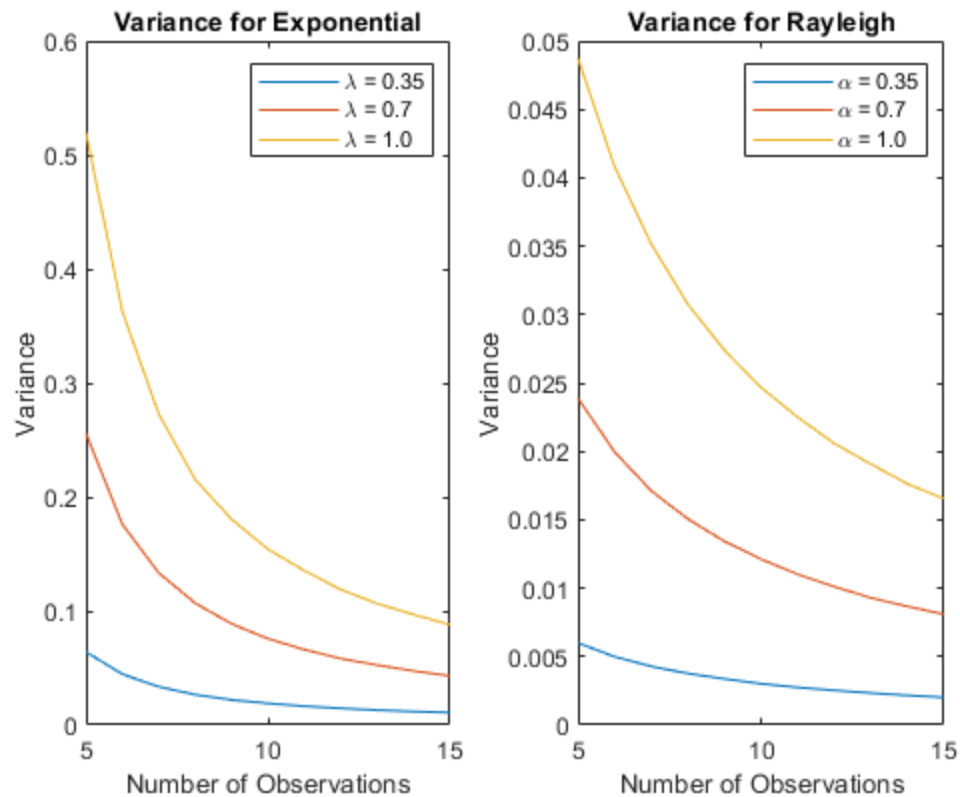 Variance for Exponential
0.6
0.5
0.4
0.3
0.2
0.1
0
Variance
λ = 0.35
λ = 0.7
λ = 1.0
5
10
15
Number of Observations
Variance for Rayleigh
0.05
0.045
0.04
0.035
0.03
0.025
0.02
0.015
0.01
0.005
0
Variance
α = 0.35
α = 0.7
α = 1.0
5
10
15
Number of Observations